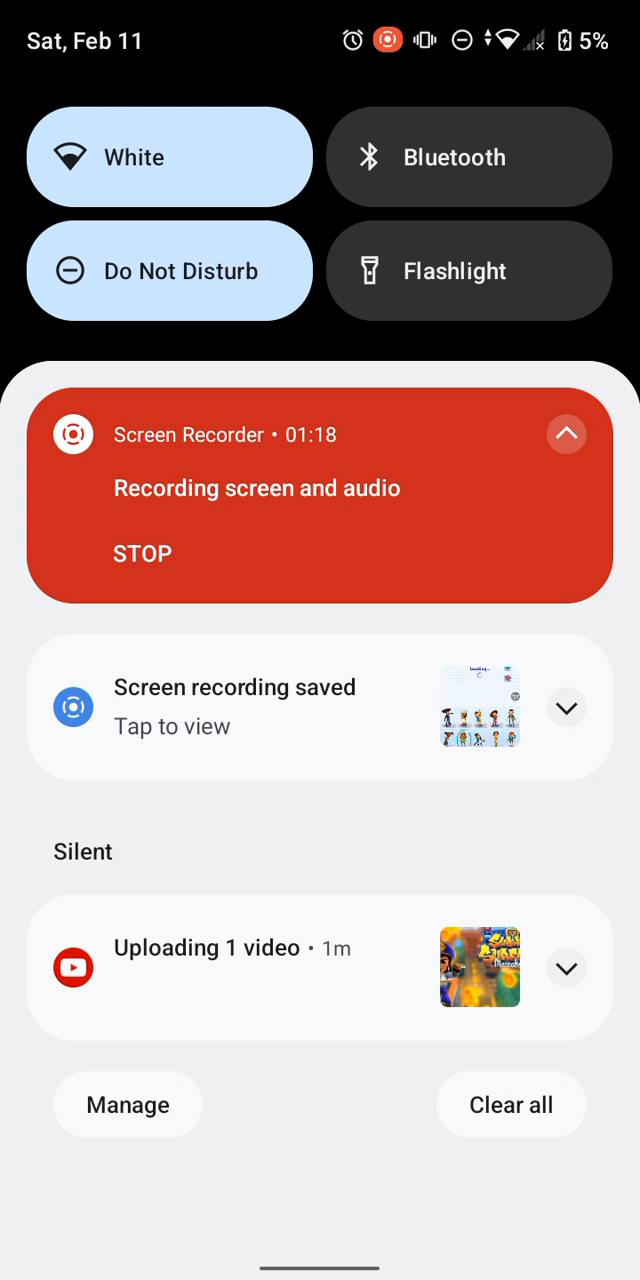 Sat, Feb 11
5%
White
Bluetooth
Do Not Disturb
Flashlight
Screen Recorder • 01:18
Recording screen and audio
STOP
Screen recording saved
Tap to view
Loading...
Silent
Uploading 1 video • 1m
Manage
Clear all